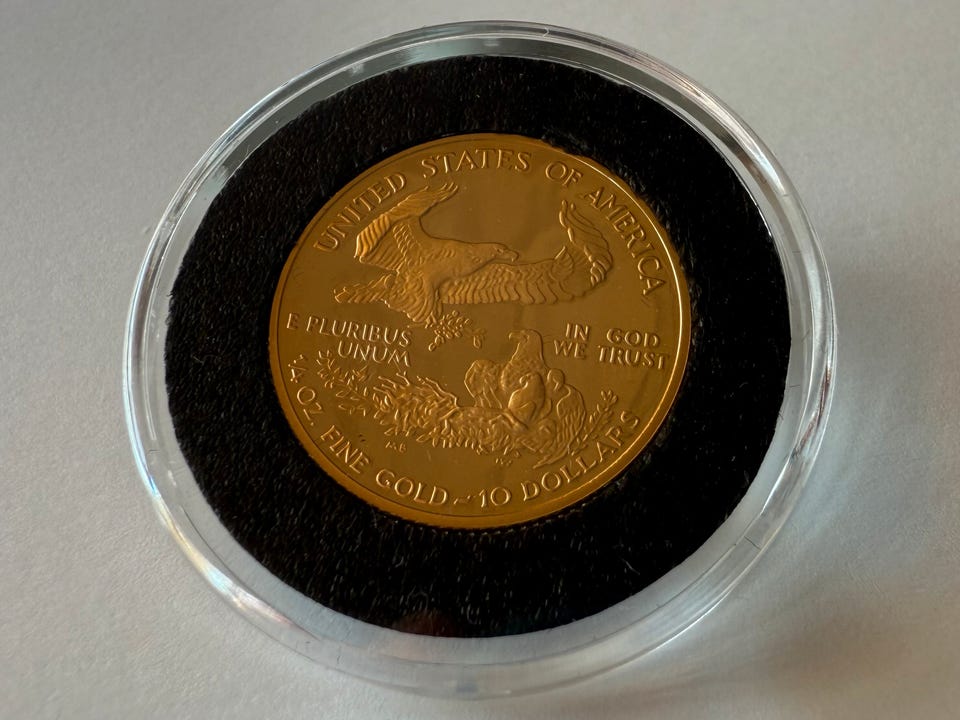 UNITED STATES OF AMERICA
E PLURIBUS
UNUM
IN GOD
WE TRUST
1/4 OZ. FINE GOLD ~ 10 DOLLARS